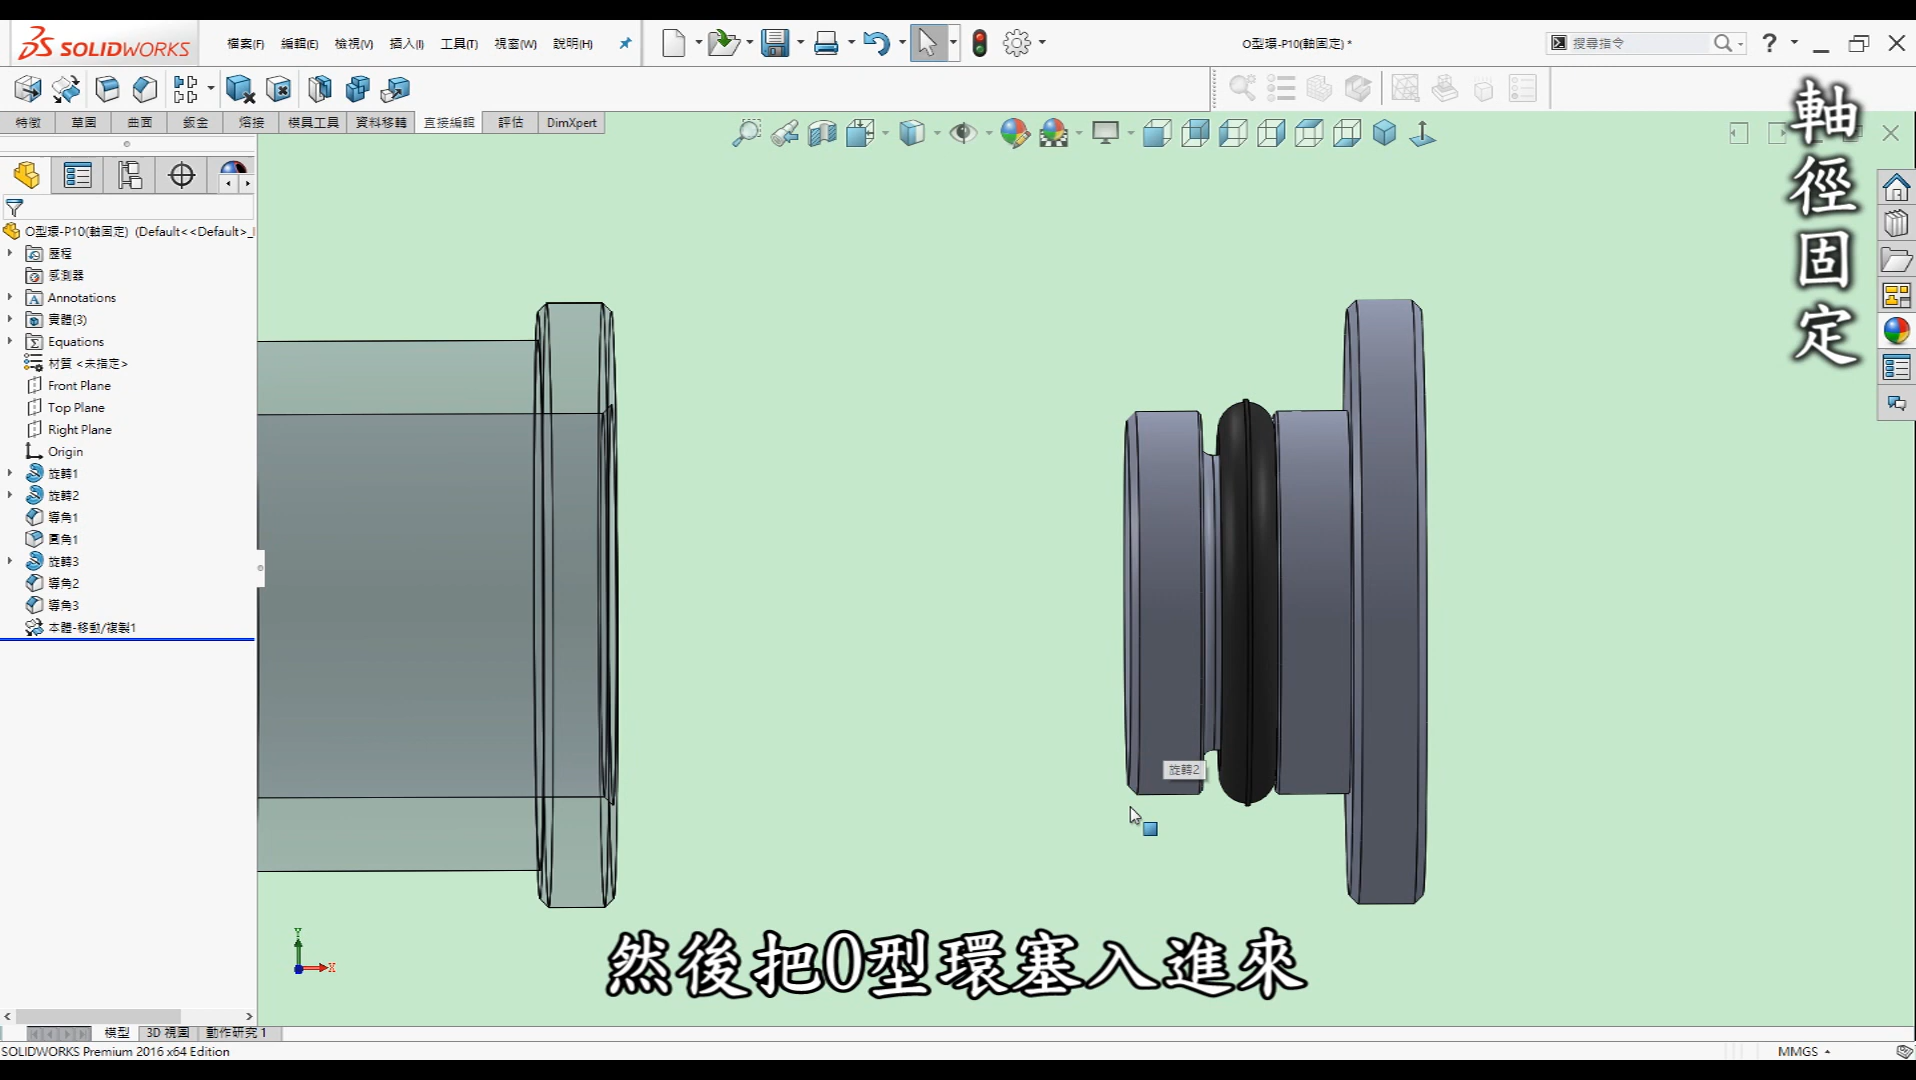 SOLIDWORKS
檔案(F) 編輯(E) 檢視(V) 插入(I) 工具(T) 視窗(W) 說明(H)
O型環-P10(軸固定) *
搜尋指令
特徵 草圖 曲面 鈑金 熔接 模具工具 資料移轉 直接編輯 評估 DimXpert
軸徑固定
O型環-P10(軸固定) (Default<<Default>_
歷程
感測器
Annotations
實體(3)
Equations
材質 <未指定>
Front Plane
Top Plane
Right Plane
Origin
旋轉1
旋轉2
導角1
圓角1
旋轉3
導角2
導角3
本體-移動/複製1
旋轉2
Y
X
然後把O型環塞入進來
模型 3D 視圖 動作研究 1
SOLIDWORKS Premium 2016 x64 Edition
MMGS